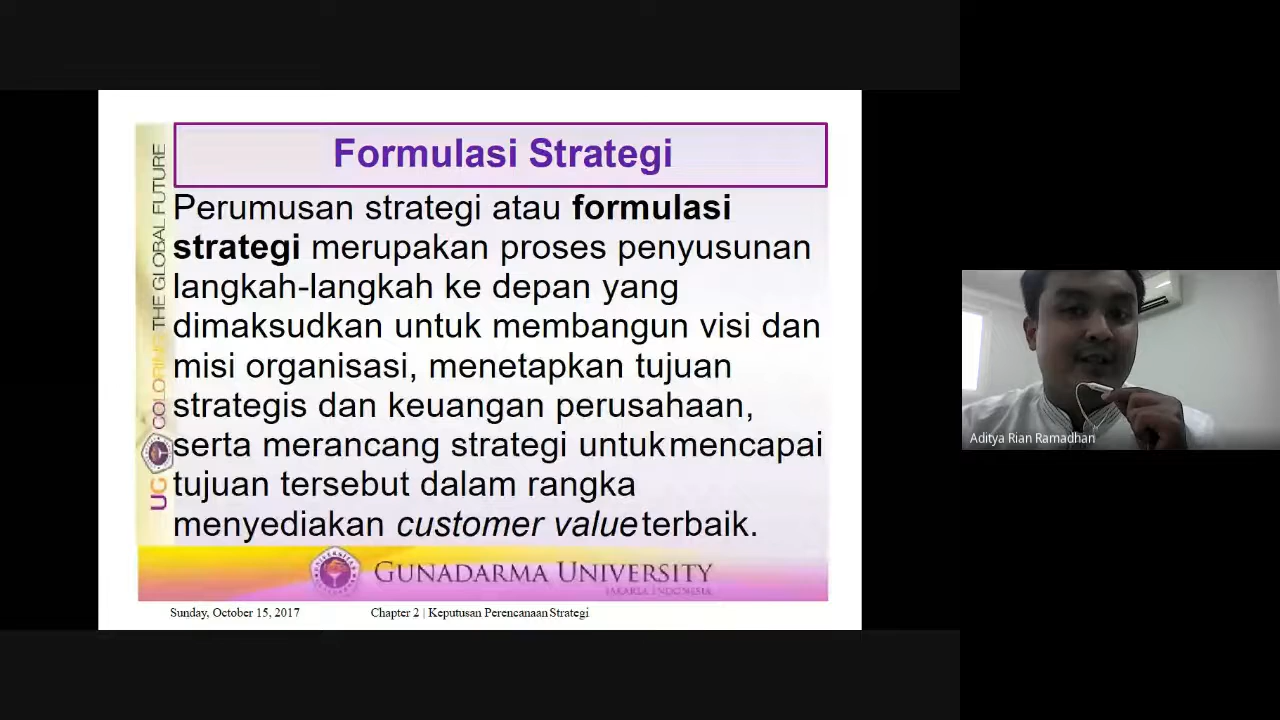 Formulasi Strategi
Perumusan strategi atau formulasi
strategi merupakan proses penyusunan
langkah-langkah ke depan yang
dimaksudkan untuk membangun visi dan
misi organisasi, menetapkan tujuan
strategis dan keuangan perusahaan,
serta merancang strategi untuk mencapai
tujuan tersebut dalam rangka
menyediakan customer value terbaik.
UG COLORING THE GLOBAL FUTURE
GUNADARMA UNIVERSITY
JAKARTA INDONESIA
Sunday, October 15, 2017
Chapter 2 | Keputusan Perencanaan Strategi
Aditya Rian Ramadhan